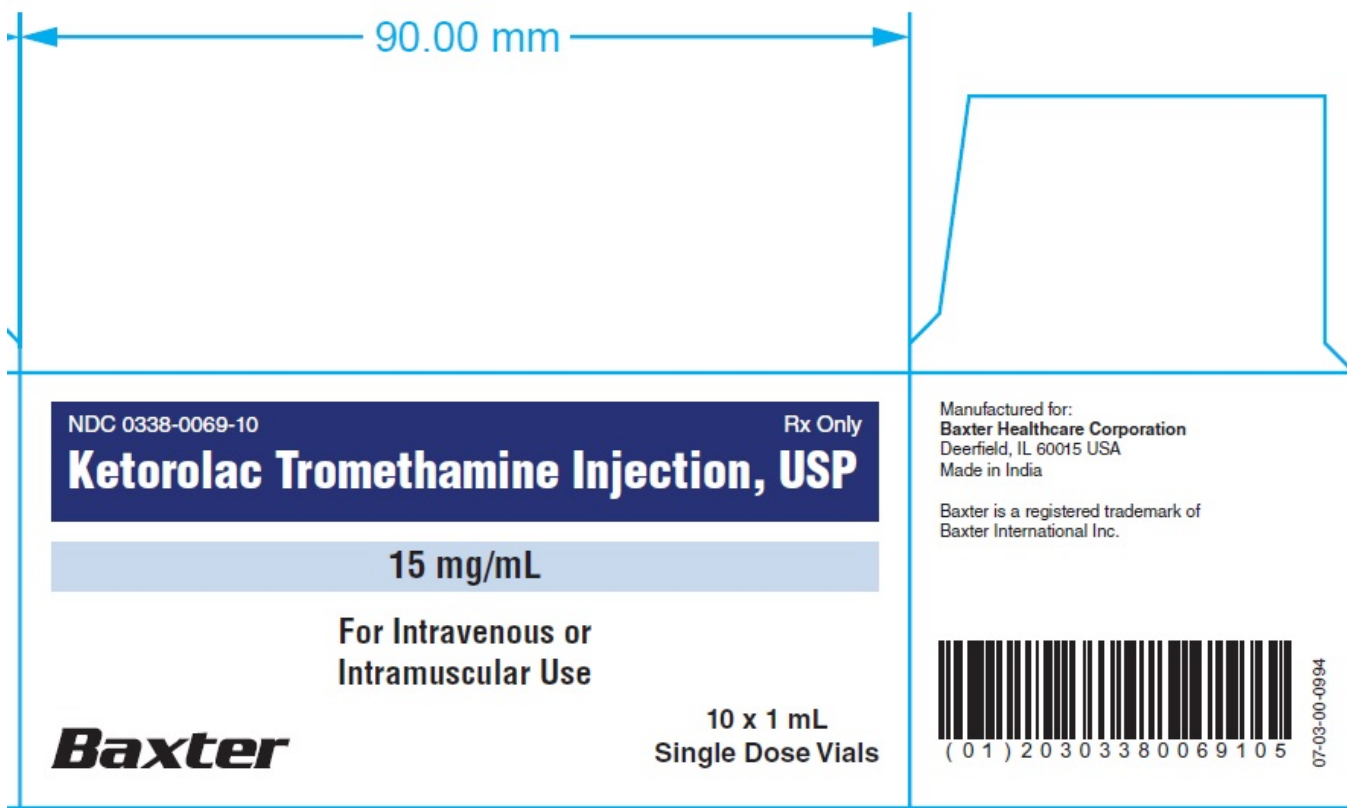 90.00 mm
NDC 0338-0069-10 Rx Only
Ketorolac Tromethamine Injection, USP
15 mg/mL
For Intravenous or
Intramuscular Use
Baxter
10 x 1 mL
Single Dose Vials
Manufactured for:
Baxter Healthcare Corporation
Deerfield, IL 60015 USA
Made in India
Baxter is a registered trademark of
Baxter International Inc.
(01)20303380069105
07-03-00-0994